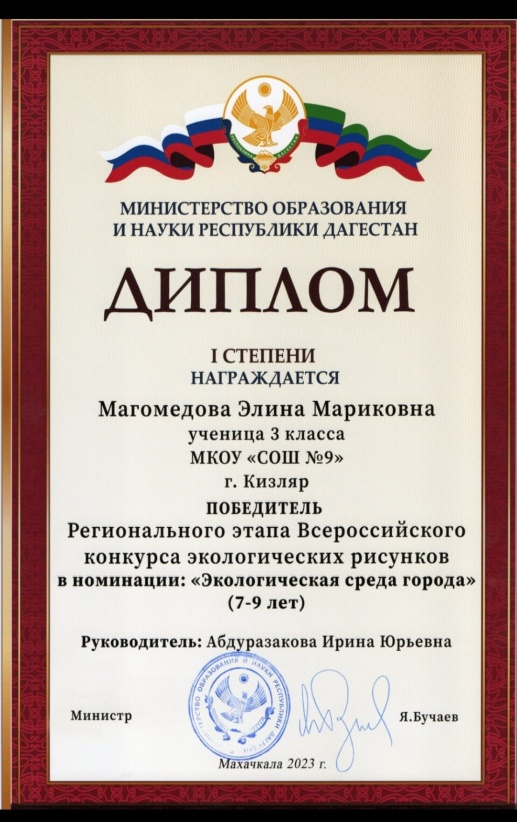 МИНИСТЕРСТВО ОБРАЗОВАНИЯ
И НАУКИ РЕСПУБЛИКИ ДАГЕСТАН
ДИПЛОМ
I СТЕПЕНИ
НАГРАЖДАЕТСЯ
Магомедова Элина Мариковна
ученица 3 класса
МКОУ «СОШ №9»
г. Кизляр
ПОБЕДИТЕЛЬ
Регионального этапа Всероссийского
конкурса экологических рисунков
в номинации: «Экологическая среда города»
(7-9 лет)
Руководитель: Абдуразакова Ирина Юрьевна
Министр
Я.Бучаев
Махачкала 2023 г.